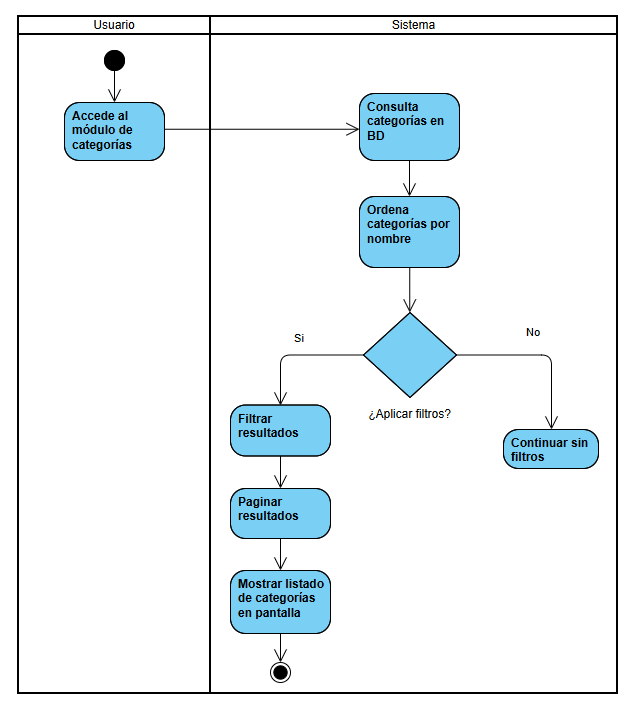 Usuario
Sistema
Accede al
módulo de
categorías
Consulta
categorías en
BD
Ordena
categorías por
nombre
Si
No
¿Aplicar filtros?
Filtrar
resultados
Continuar sin
filtros
Paginar
resultados
Mostrar listado
de categorías
en pantalla